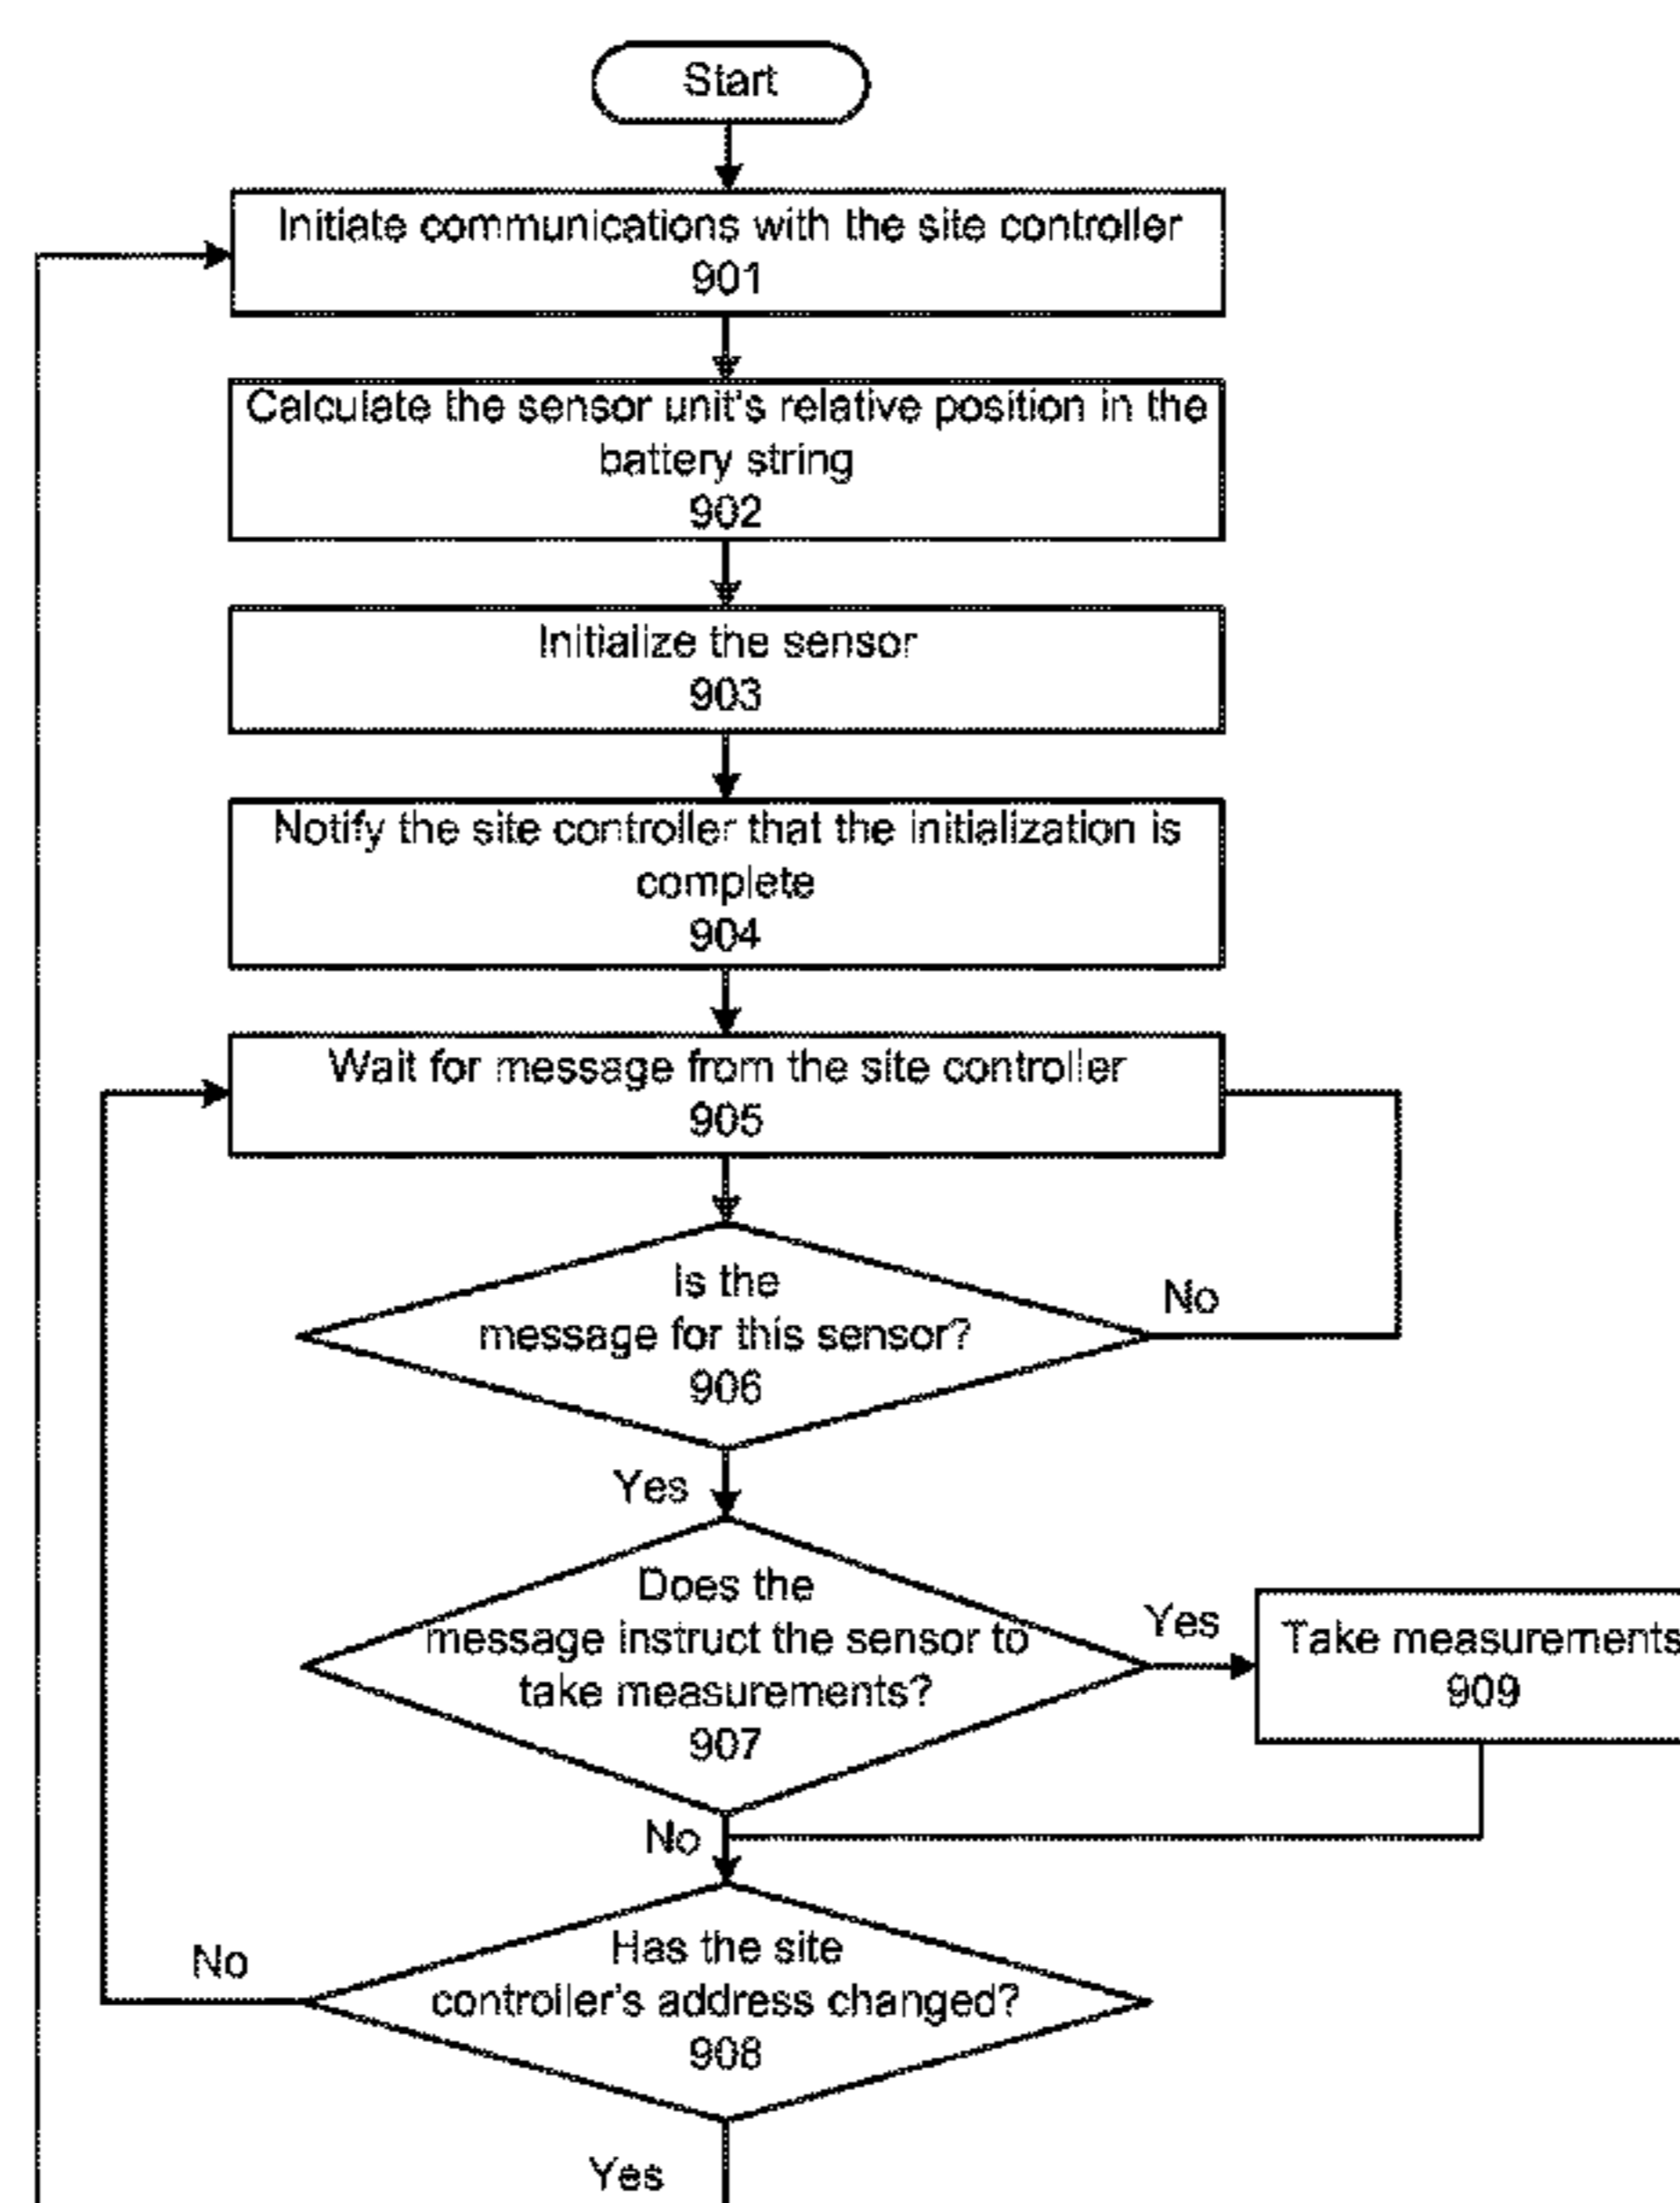 Start
Initiate communications with the site controller
901
Calculate the sensor unit's relative position in the
battery string
902
Initialize the sensor
903
Notify the site controller that the initialization is
complete
904
Wait for message from the site controller
905
Is the
message for this sensor?
906
No
Yes
Does the
message instruct the sensor to
take measurements?
907
Yes
Take measurements
909
No
Has the site
controller's address changed?
908
No
Yes